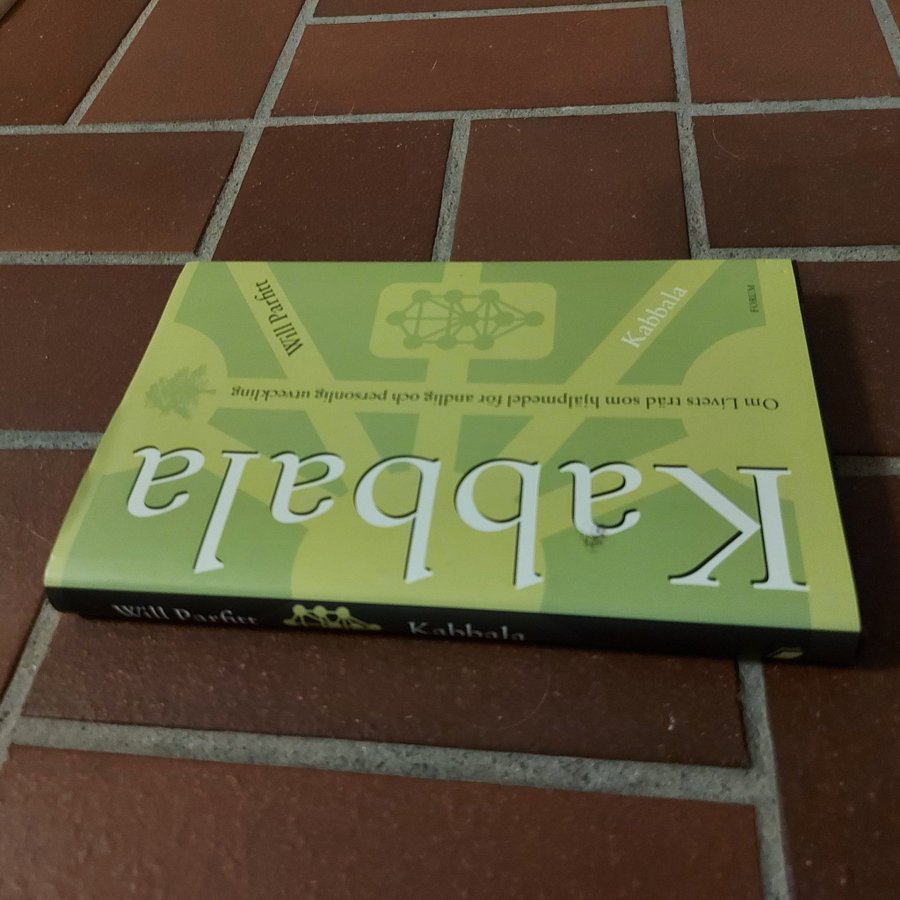 Kabbala
Om Livets träd som hjälpmedel för andlig och personlig utveckling
Will Parfitt
Kabbala
FORUM
Will Parfitt
Kabbala